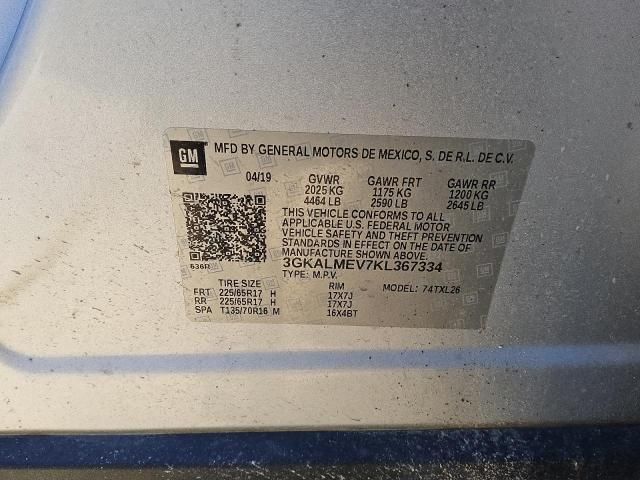 GM
MFD BY GENERAL MOTORS DE MEXICO, S. DE R.L. DE C.V.
04/19 GVWR GAWR FRT GAWR RR
2025 KG 1175 KG 1200 KG
4464 LB 2590 LB 2645 LB
THIS VEHICLE CONFORMS TO ALL
APPLICABLE U.S. FEDERAL MOTOR
VEHICLE SAFETY AND THEFT PREVENTION
STANDARDS IN EFFECT ON THE DATE OF
MANUFACTURE SHOWN ABOVE.
636R 3GKALMEV7KL367334
TYPE: M.P.V.
TIRE SIZE RIM MODEL: 74TXL26
FRT 225/65R17 H 17X7J
RR 225/65R17 H 17X7J
SPA T135/70R16 M 16X4BT